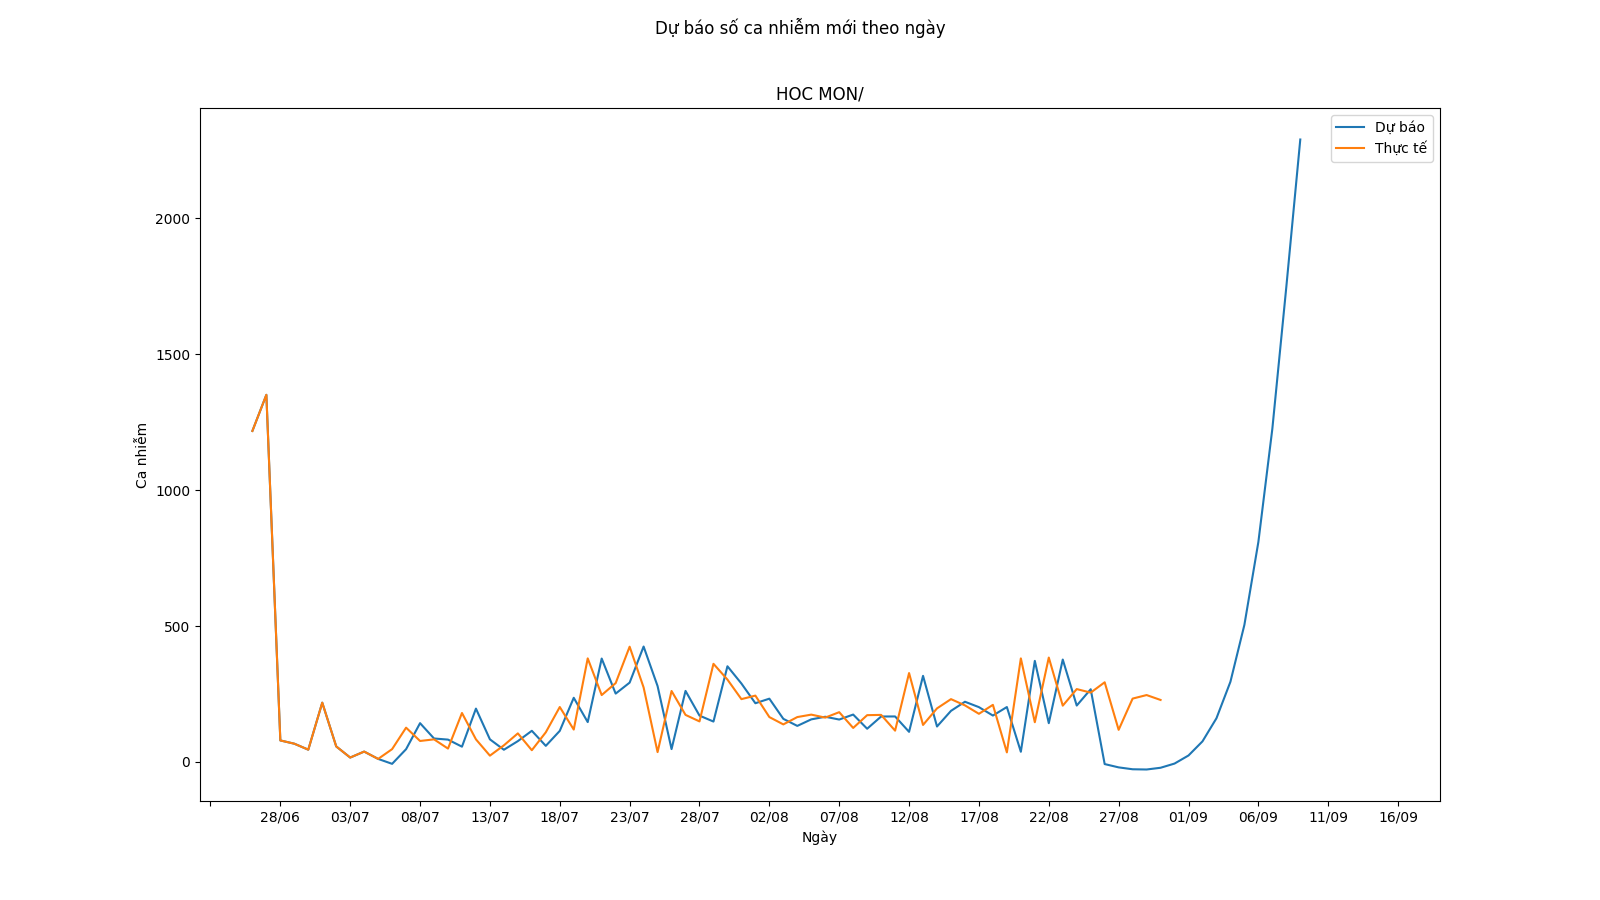 Dự báo số ca nhiễm mới theo ngày
HOC MON/
Dự báo
Thực tế
2000
1500
1000
500
0
Ca nhiễm
28/06 03/07 08/07 13/07 18/07 23/07 28/07 02/08 07/08 12/08 17/08 22/08 27/08 01/09 06/09 11/09 16/09
Ngày